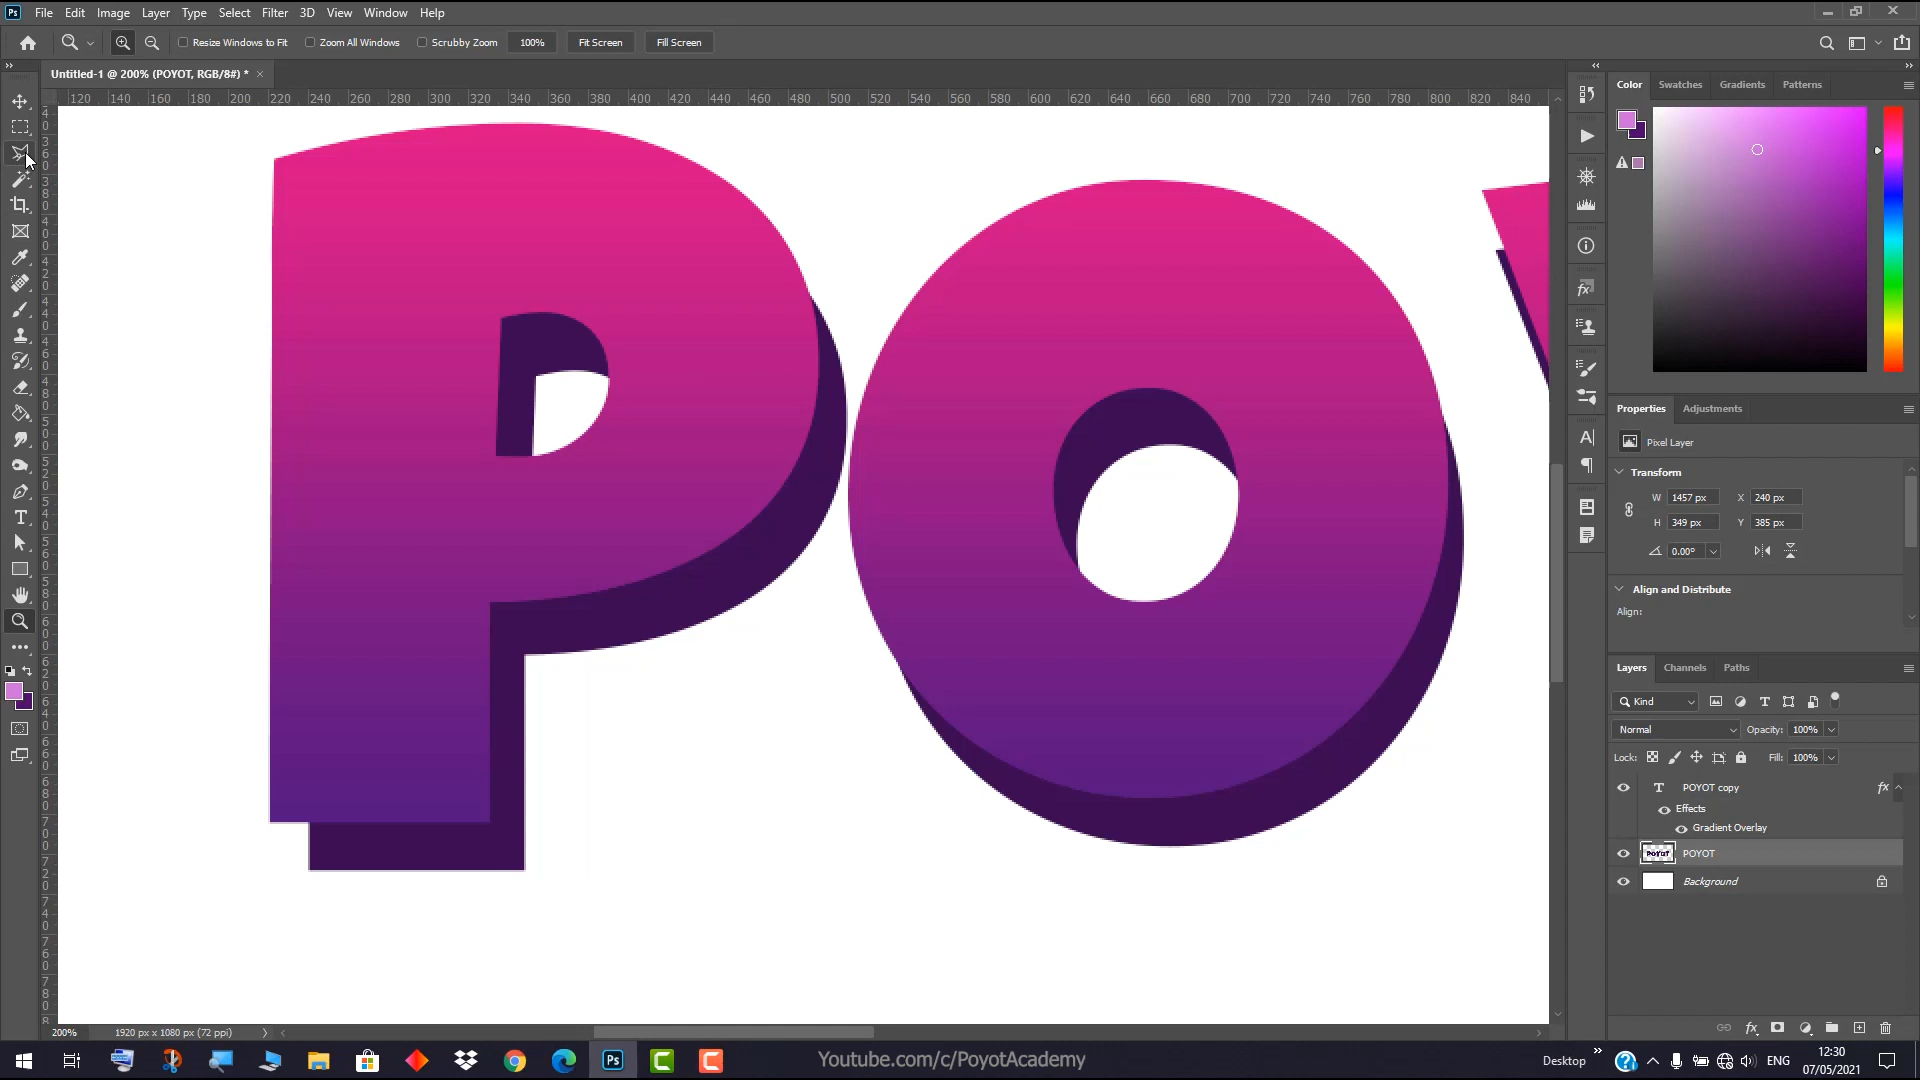 Ps File Edit Image Layer Type Select Filter 3D View Window Help
Resize Windows to Fit Zoom All Windows Scrubby Zoom 100% Fit Screen Fill Screen
Untitled-1 @ 200% (POYOT, RGB/8#) * ×
120 140 160 180 200 220 240 260 280 300 320 340 360 380 400 420 440 460 480 500 520 540 560 580 600 620 640 660 680 700 720 740 760 780 800 820 840
PO
Color Swatches Gradients Patterns
Properties Adjustments
Pixel Layer
Transform
W 1457 px X 240 px
H 349 px Y 385 px
0.00°
Align and Distribute
Align:
Layers Channels Paths
Kind
Normal Opacity: 100%
Lock: Fill: 100%
T POYOT copy fx
Effects
Gradient Overlay
POYOT POYOT
Background
200% 1920 px x 1080 px (72 ppi)
Youtube.com/c/PoyotAcademy
Desktop ENG 12:30
07/05/2021